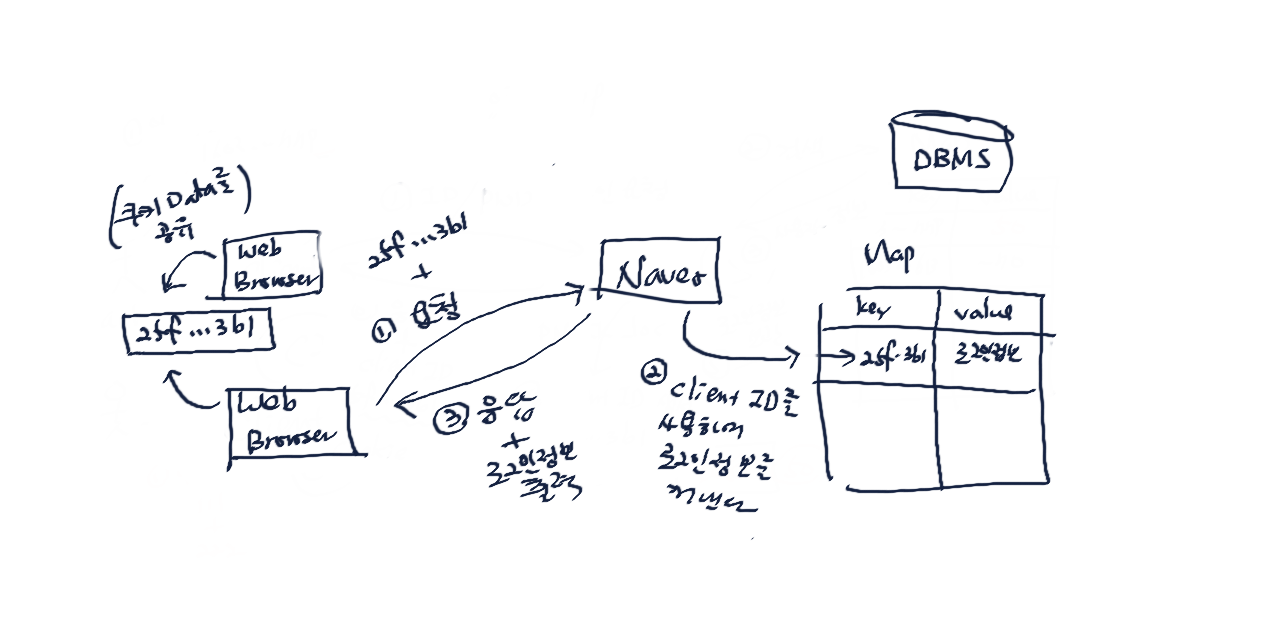 DBMS
(쿠키 Data를
공유)
Web
Browser
25f...3b1
Web
Browser
25f...3b1
+
① 요청
Naver
③ 응답
+
로그인정보
출력
②
client ID를
사용하여
로그인정보를
꺼낸다
Map
key
value
25f..3b1
로그인정보